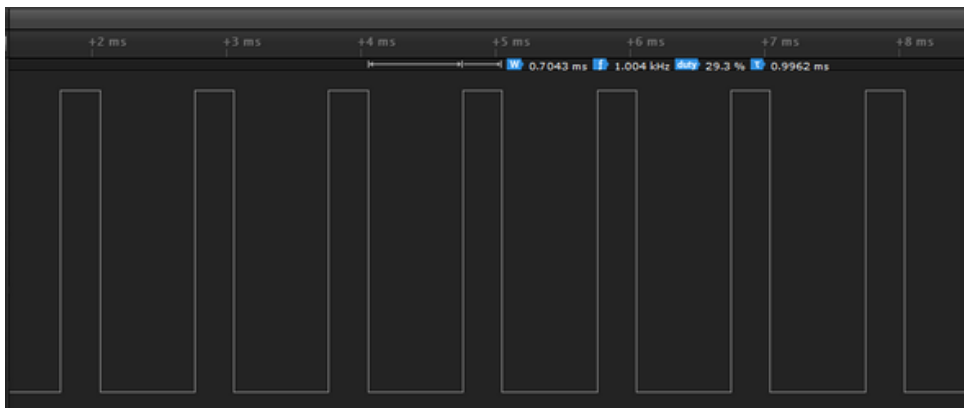 +2 ms +3 ms +4 ms +5 ms +6 ms +7 ms +8 ms
W 0.7043 ms f 1.004 kHz duty 29.3 % T 0.9962 ms